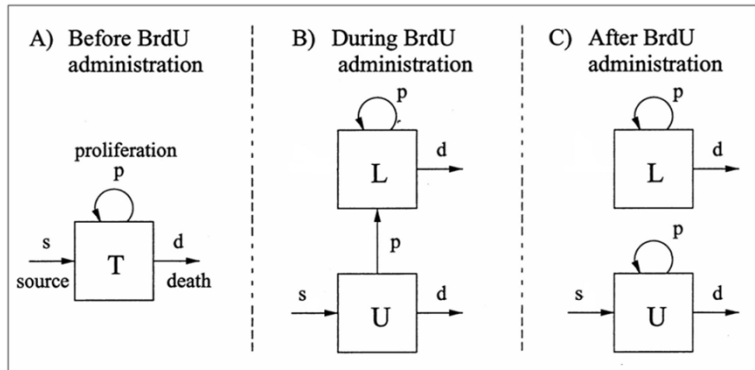 A) Before BrdU
administration
proliferation
p
s
d
T
source
death
B) During BrdU
administration
p
L
d
p
s
U
d
C) After BrdU
administration
p
L
d
p
s
U
d